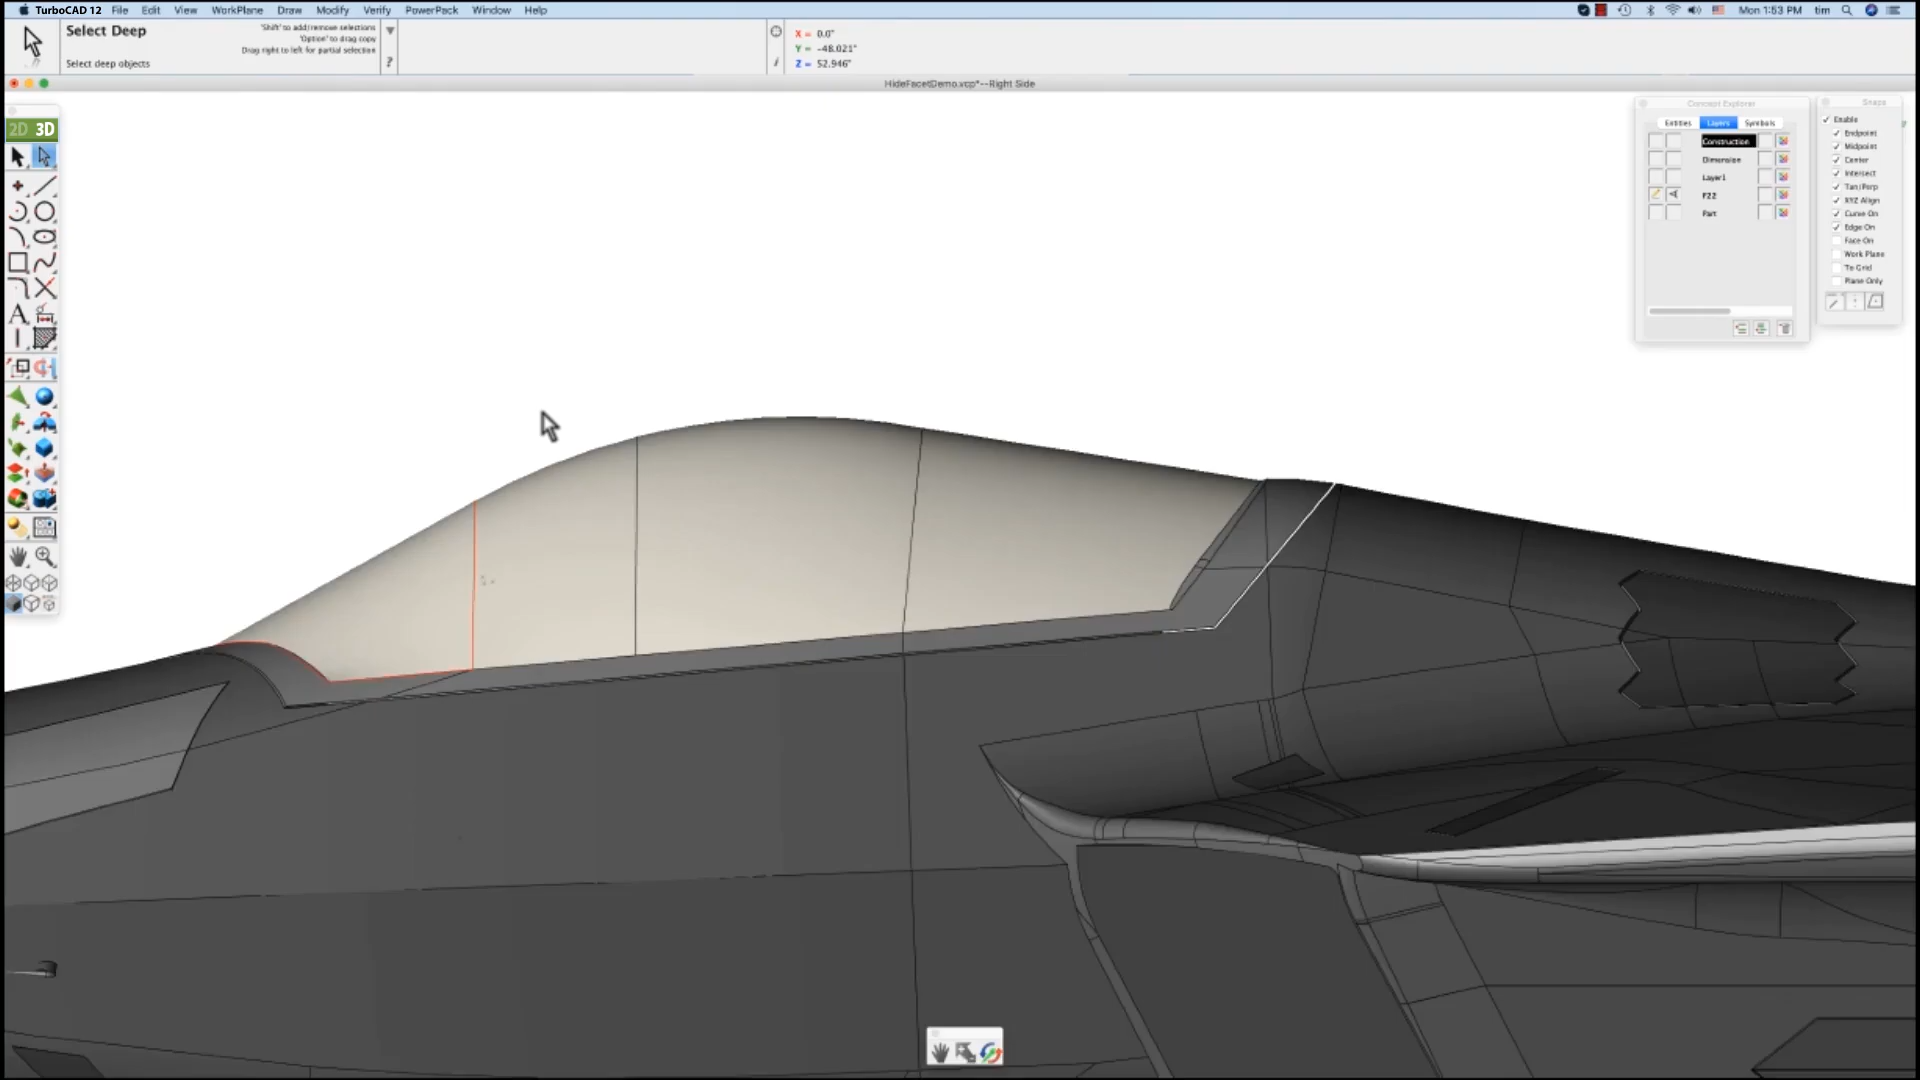 TurboCAD 12 File Edit View WorkPlane Draw Modify Verify PowerPack Window Help Mon 1:53 PM tim
Select Deep
'Shift' to add/remove selections
'Option' to drag copy
Drag right to left for partial selection
Select deep objects
?
i
X = 0.0"
Y = -48.021"
Z = 52.946"
HideFacetDemo.vcp*--Right Side
2D 3D
Concept Explorer
Entities Layers Symbols
Construction
Dimension
Layer1
F22
Part
Snaps
Enable
Endpoint
Midpoint
Center
Intersect
Tan/Perp
XYZ Align
Curve On
Edge On
Face On
Work Plane
To Grid
Plane Only